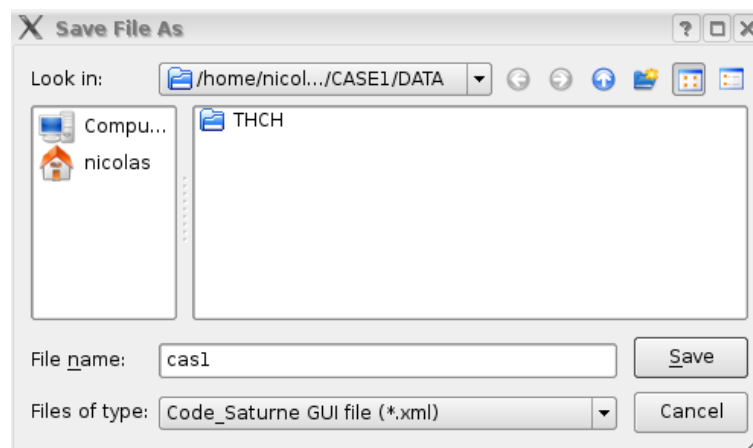 Save File As
Look in: /home/nicol.../CASE1/DATA
Compu...
nicolas
THCH
File name: cas1
Save
Files of type: Code_Saturne GUI file (*.xml)
Cancel